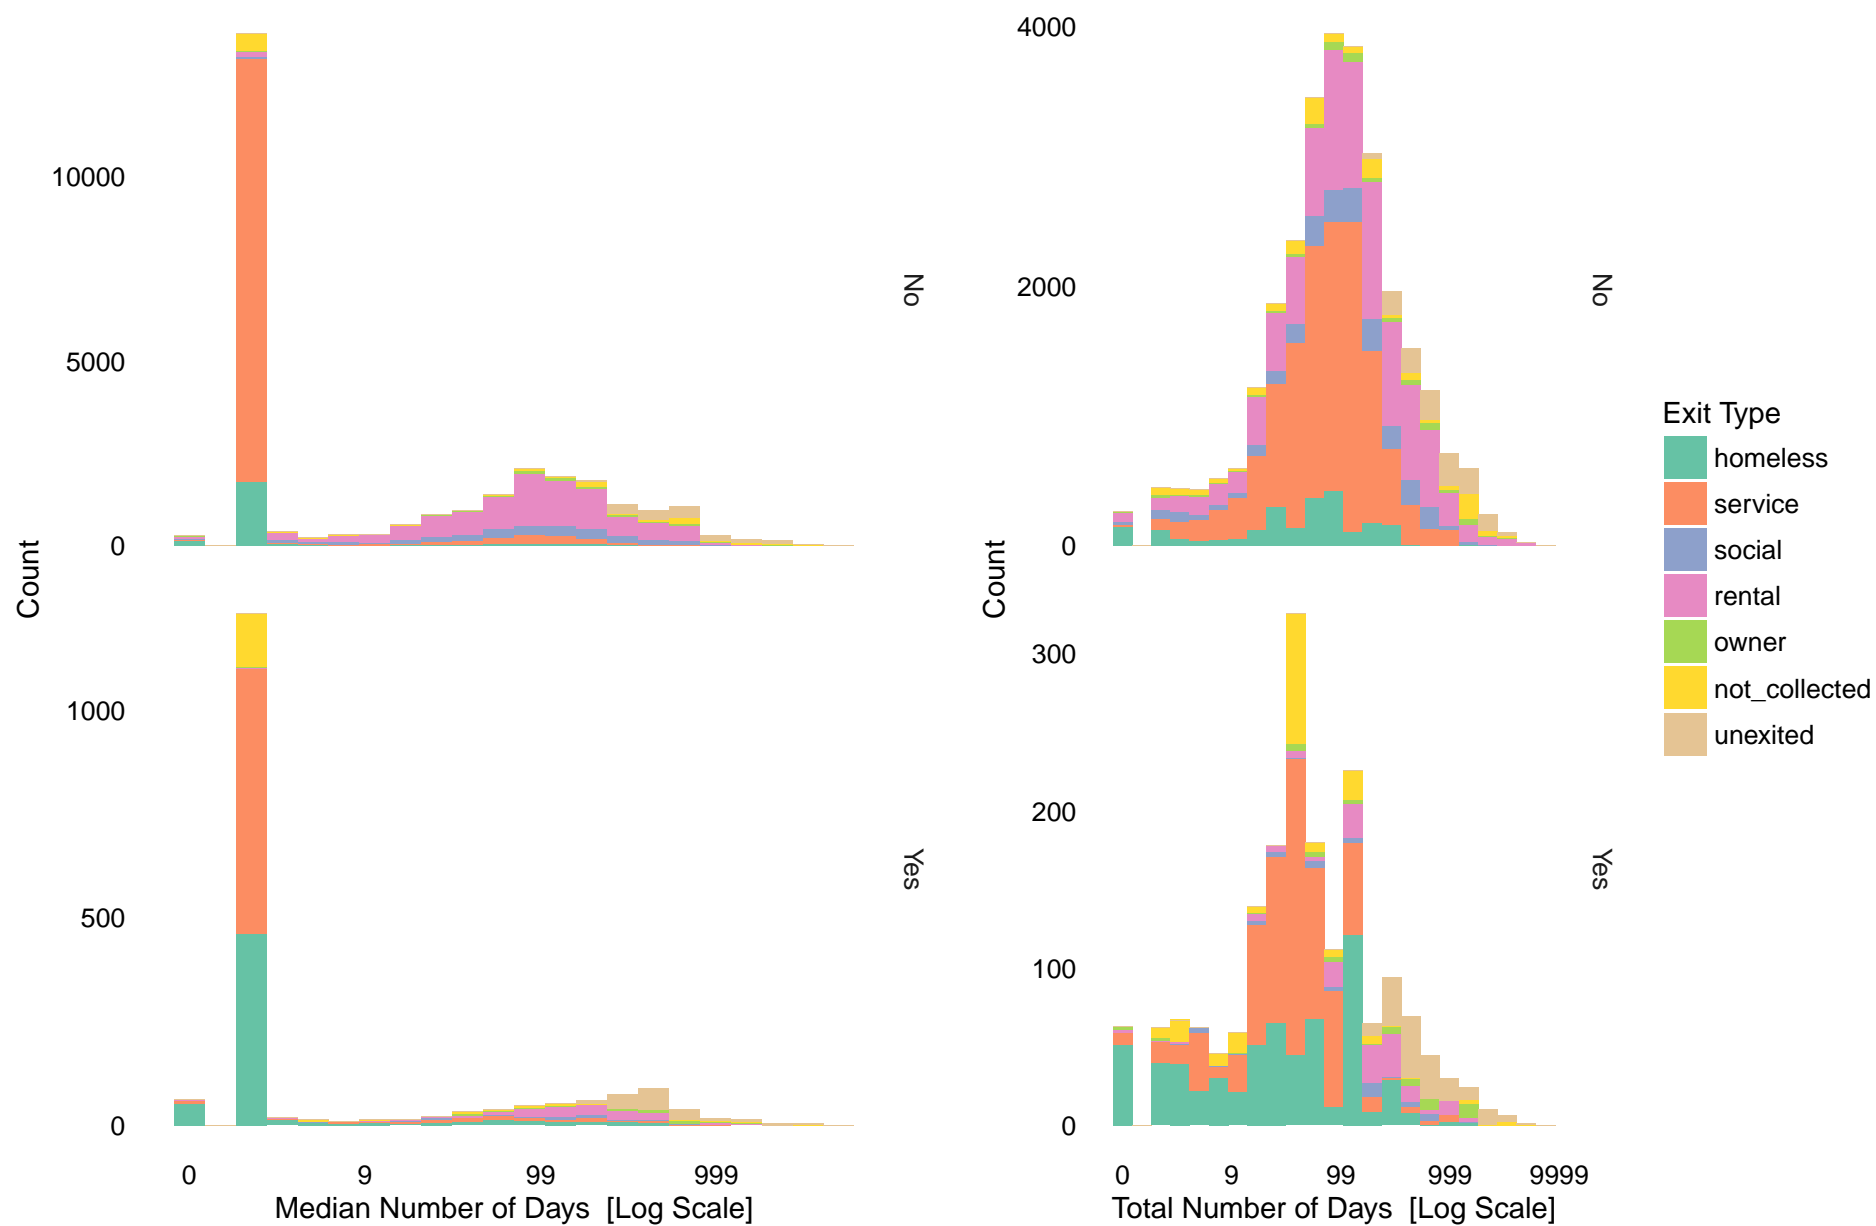 4000
10000
No
No
2000
5000
Exit Type
homeless
service
0
0
social
Count
Count
rental
owner
300
not_collected
1000
unexited
200
Yes
Yes
500
100
0
0
0 9 99 999
0 9 99 999 9999
Median Number of Days [Log Scale]
Total Number of Days [Log Scale]